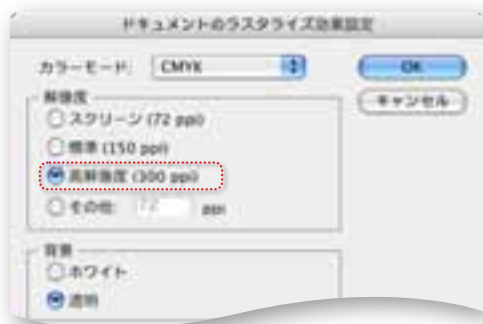 ドキュメントのラスタライズ効果設定
カラーモード: CMYK
OK
キャンセル
解像度
スクリーン (72 ppi)
標準 (150 ppi)
高解像度 (300 ppi)
その他: 72 ppi
背景
ホワイト
透明